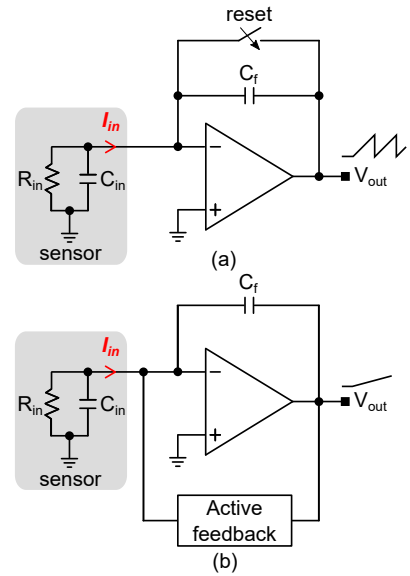 reset
C_f
I_in
−
R_in
C_in
+
V_out
sensor
(a)
C_f
I_in
−
R_in
C_in
+
V_out
sensor
Active
feedback
(b)